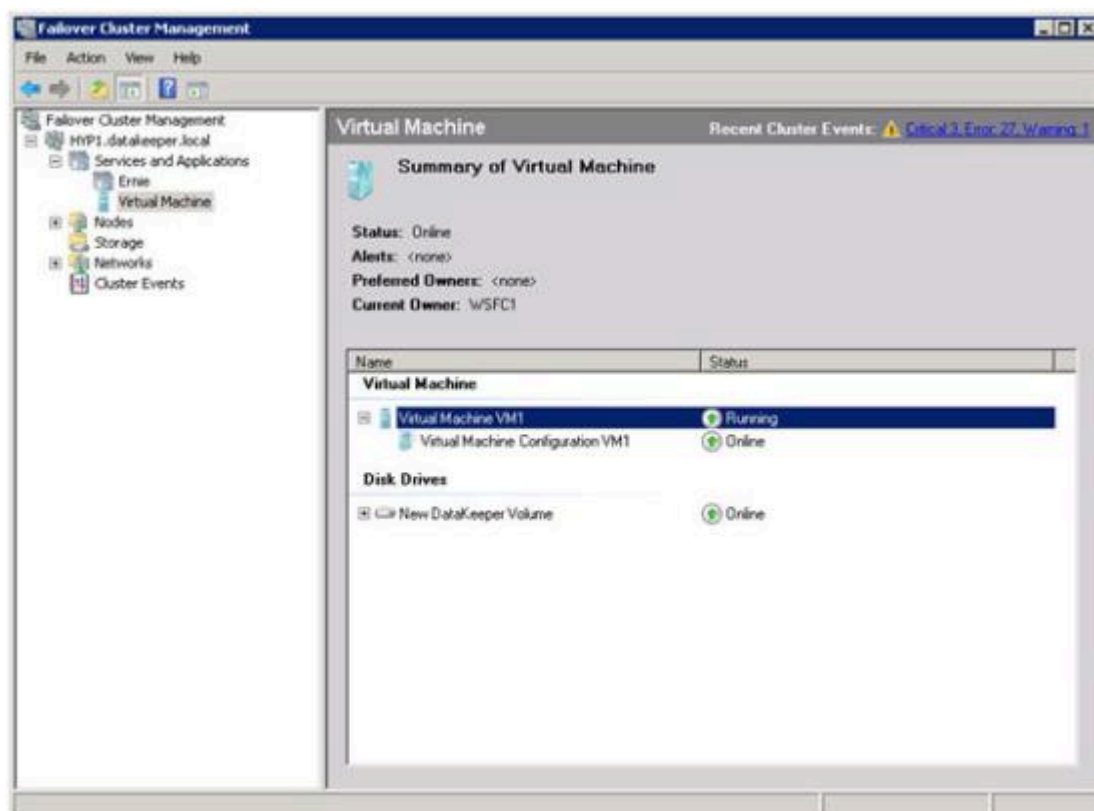 Failover Cluster Management
File Action View Help
Failover Cluster Management
HYP1.datakeeper.local
Services and Applications
Ernie
Virtual Machine
Nodes
Storage
Networks
Cluster Events
Virtual Machine
Recent Cluster Events: Critical 3, Error: 27, Warning: 1
Summary of Virtual Machine
Status: Online
Alerts: <none>
Preferred Owners: <none>
Current Owner: WSFC1
Name Status
Virtual Machine
Virtual Machine VM1 Running
Virtual Machine Configuration VM1 Online
Disk Drives
New DataKeeper Volume Online